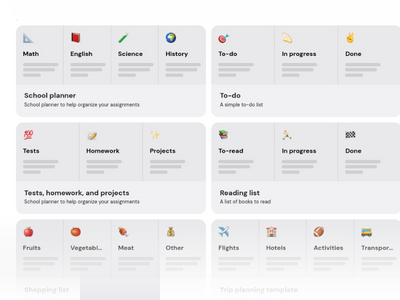 Math English Science History
School planner
School planner to help organize your assignments
To-do In progress Done
To-do
A simple to-do list
Tests Homework Projects
Tests, homework, and projects
School planner to help organize your assignments
To-read In progress Done
Reading list
A list of books to read
Fruits Vegetabl... Meat Other
Shopping list
Flights Hotels Activities Transpor...
Trip planning template